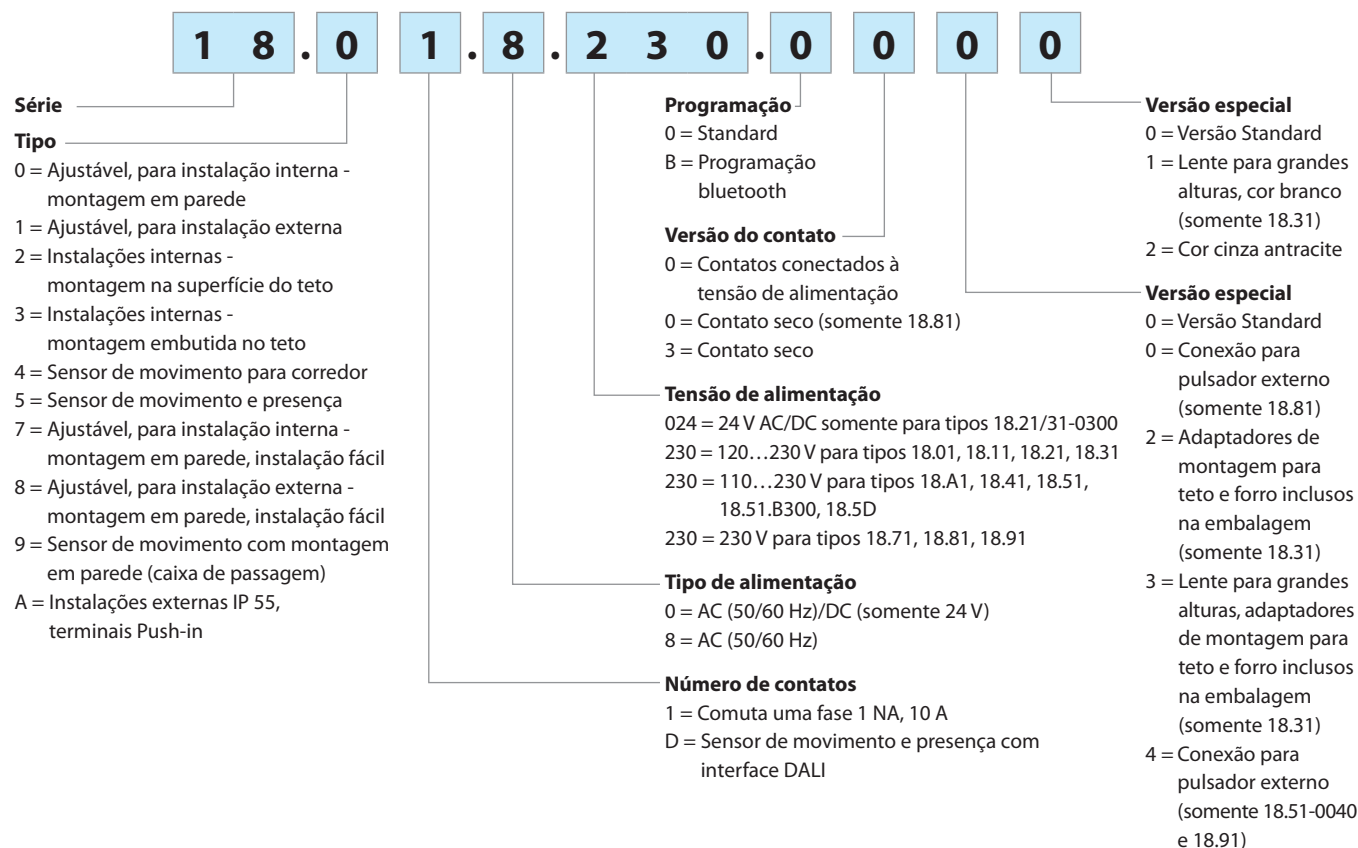 1 8 . 0 1 . 8 . 2 3 0 . 0 0 0 0
Série
Tipo
0 = Ajustável, para instalação interna -
montagem em parede
1 = Ajustável, para instalação externa
2 = Instalações internas -
montagem na superfície do teto
3 = Instalações internas -
montagem embutida no teto
4 = Sensor de movimento para corredor
5 = Sensor de movimento e presença
7 = Ajustável, para instalação interna -
montagem em parede, instalação fácil
8 = Ajustável, para instalação externa -
montagem em parede, instalação fácil
9 = Sensor de movimento com montagem
em parede (caixa de passagem)
A = Instalações externas IP 55,
terminais Push-in
Programação
0 = Standard
B = Programação
bluetooth
Versão do contato
0 = Contatos conectados à
tensão de alimentação
0 = Contato seco (somente 18.81)
3 = Contato seco
Tensão de alimentação
024 = 24 V AC/DC somente para tipos 18.21/31-0300
230 = 120…230 V para tipos 18.01, 18.11, 18.21, 18.31
230 = 110…230 V para tipos 18.A1, 18.41, 18.51,
18.51.B300, 18.5D
230 = 230 V para tipos 18.71, 18.81, 18.91
Tipo de alimentação
0 = AC (50/60 Hz)/DC (somente 24 V)
8 = AC (50/60 Hz)
Número de contatos
1 = Comuta uma fase 1 NA, 10 A
D = Sensor de movimento e presença com
interface DALI
Versão especial
0 = Versão Standard
1 = Lente para grandes
alturas, cor branco
(somente 18.31)
2 = Cor cinza antracite
Versão especial
0 = Versão Standard
0 = Conexão para
pulsador externo
(somente 18.81)
2 = Adaptadores de
montagem para
teto e forro inclusos
na embalagem
(somente 18.31)
3 = Lente para grandes
alturas, adaptadores
de montagem para
teto e forro inclusos
na embalagem
(somente 18.31)
4 = Conexão para
pulsador externo
(somente 18.51-0040
e 18.91)